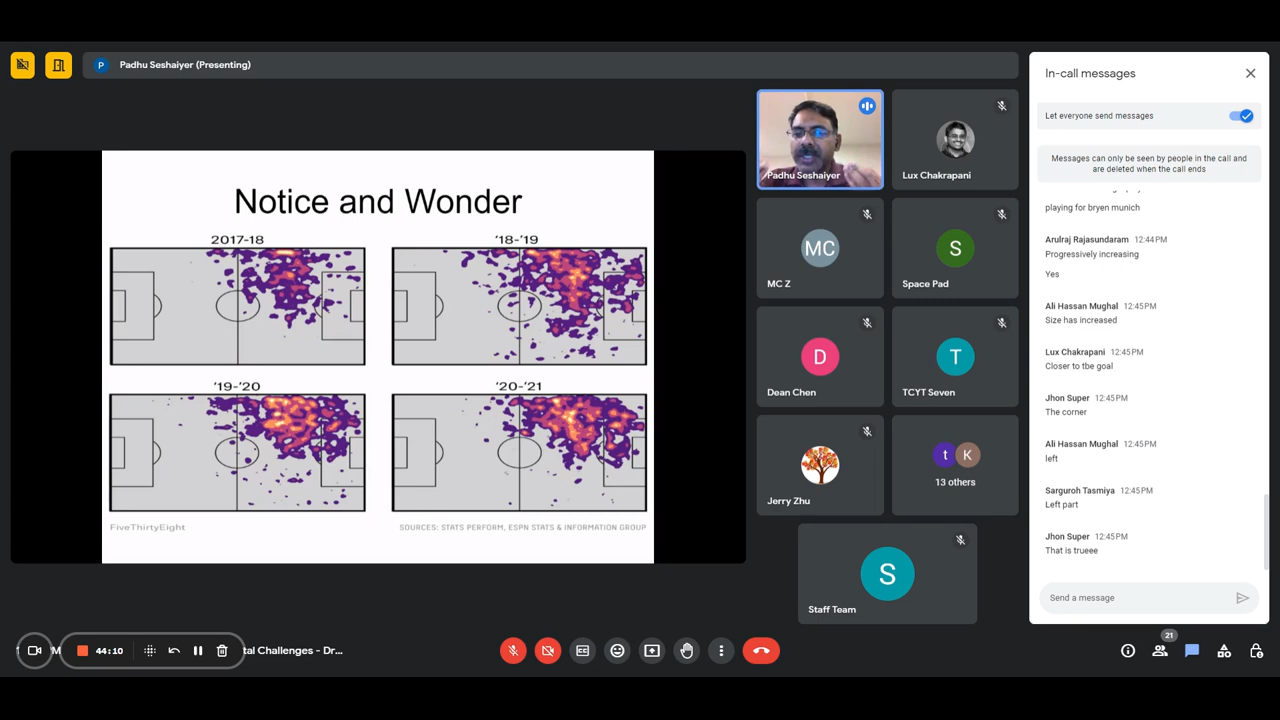 Padhu Seshaiyer (Presenting)
P
Notice and Wonder
2017-18
'18-'19
'19-'20
'20-'21
FiveThirtyEight
SOURCES: STATS PERFORM, ESPN STATS & INFORMATION GROUP
Padhu Seshaiyer
Lux Chakrapani
MC
MC Z
S
Space Pad
D
Dean Chen
T
TCYT Seven
Jerry Zhu
t K
13 others
S
Staff Team
In-call messages
Let everyone send messages
Messages can only be seen by people in the call and
are deleted when the call ends
playing for bryen munich
Arulraj Rajasundaram 12:44 PM
Progressively increasing
Yes
Ali Hassan Mughal 12:45 PM
Size has increased
Lux Chakrapani 12:45 PM
Closer to tbe goal
Jhon Super 12:45 PM
The corner
Ali Hassan Mughal 12:45 PM
left
Sarguroh Tasmiya 12:45 PM
Left part
Jhon Super 12:45 PM
That is trueee
Send a message
44:10
tal Challenges - Dr...
21